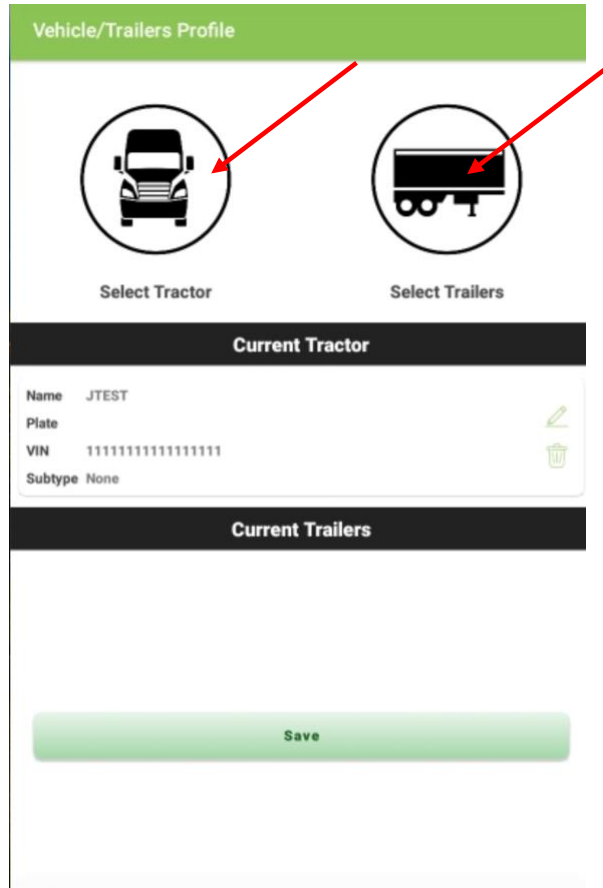 Vehicle/Trailers Profile
Select Tractor Select Trailers
Current Tractor
Name JTEST
Plate
VIN 11111111111111111
Subtype None
Current Trailers
Save